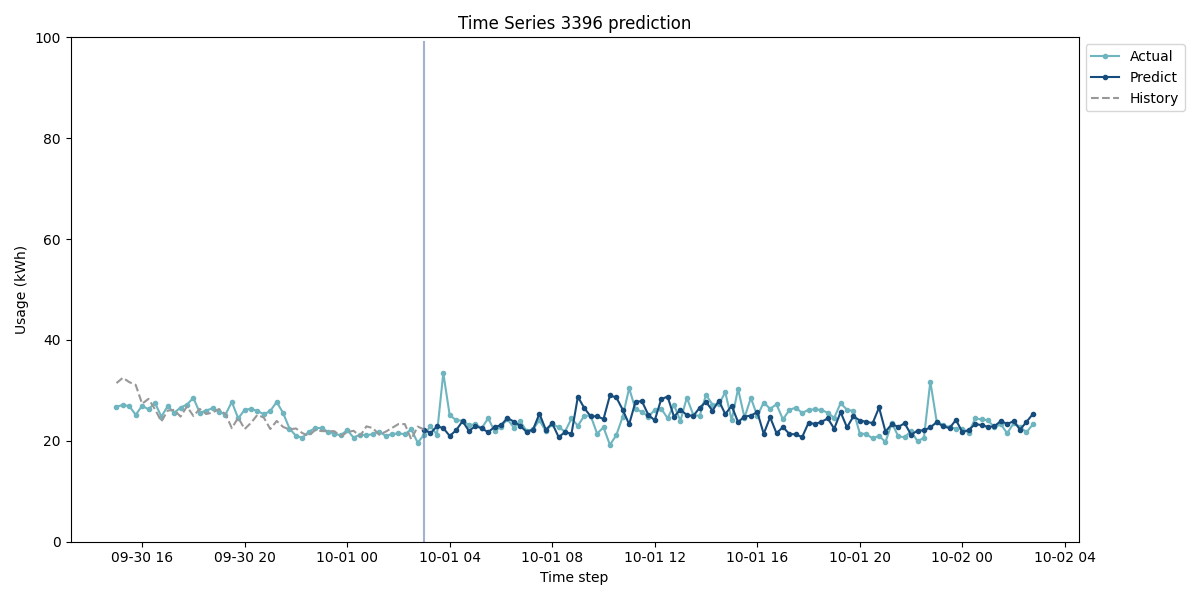 Time Series 3396 prediction
100
80
60
40
20
0
Usage (kWh)
09-30 16
09-30 20
10-01 00
10-01 04
10-01 08
10-01 12
10-01 16
10-01 20
10-02 00
10-02 04
Time step
Actual
Predict
History